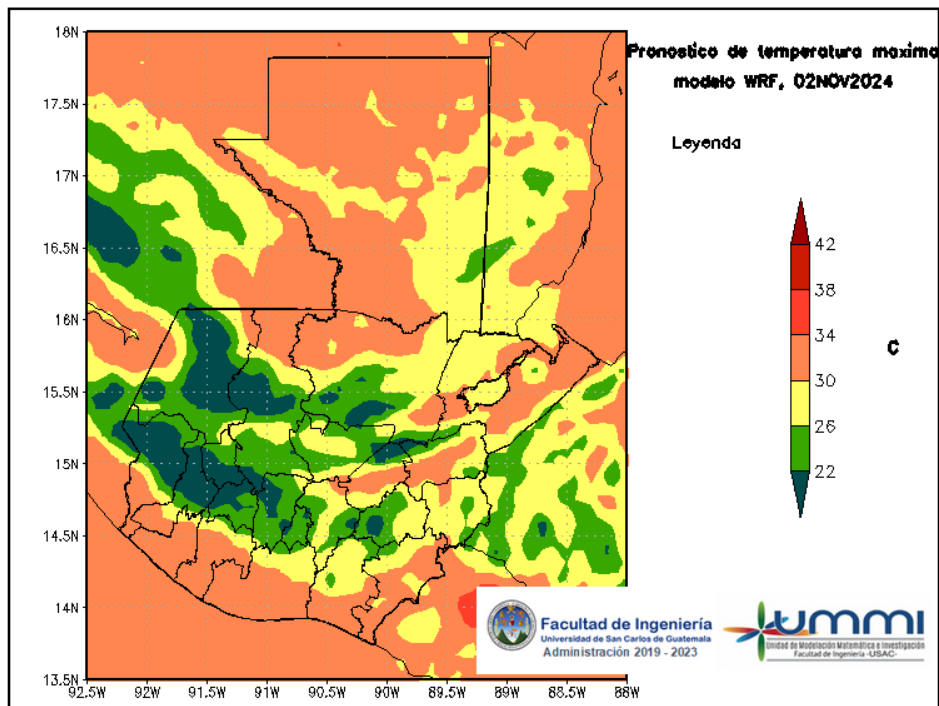 Pronostico de temperatura maxima
modelo WRF, 02NOV2024
Leyenda
42
38
34
30
26
22
C
18N
17.5N
17N
16.5N
16N
15.5N
15N
14.5N
14N
13.5N
92.5W
92W
91.5W
91W
90.5W
90W
89.5W
89W
88.5W
88W
Facultad de Ingeniería
Universidad de San Carlos de Guatemala
Administración 2019 - 2023
UMMI
Unidad de Modelación Matemática e Investigación
Facultad de Ingeniería -USAC-